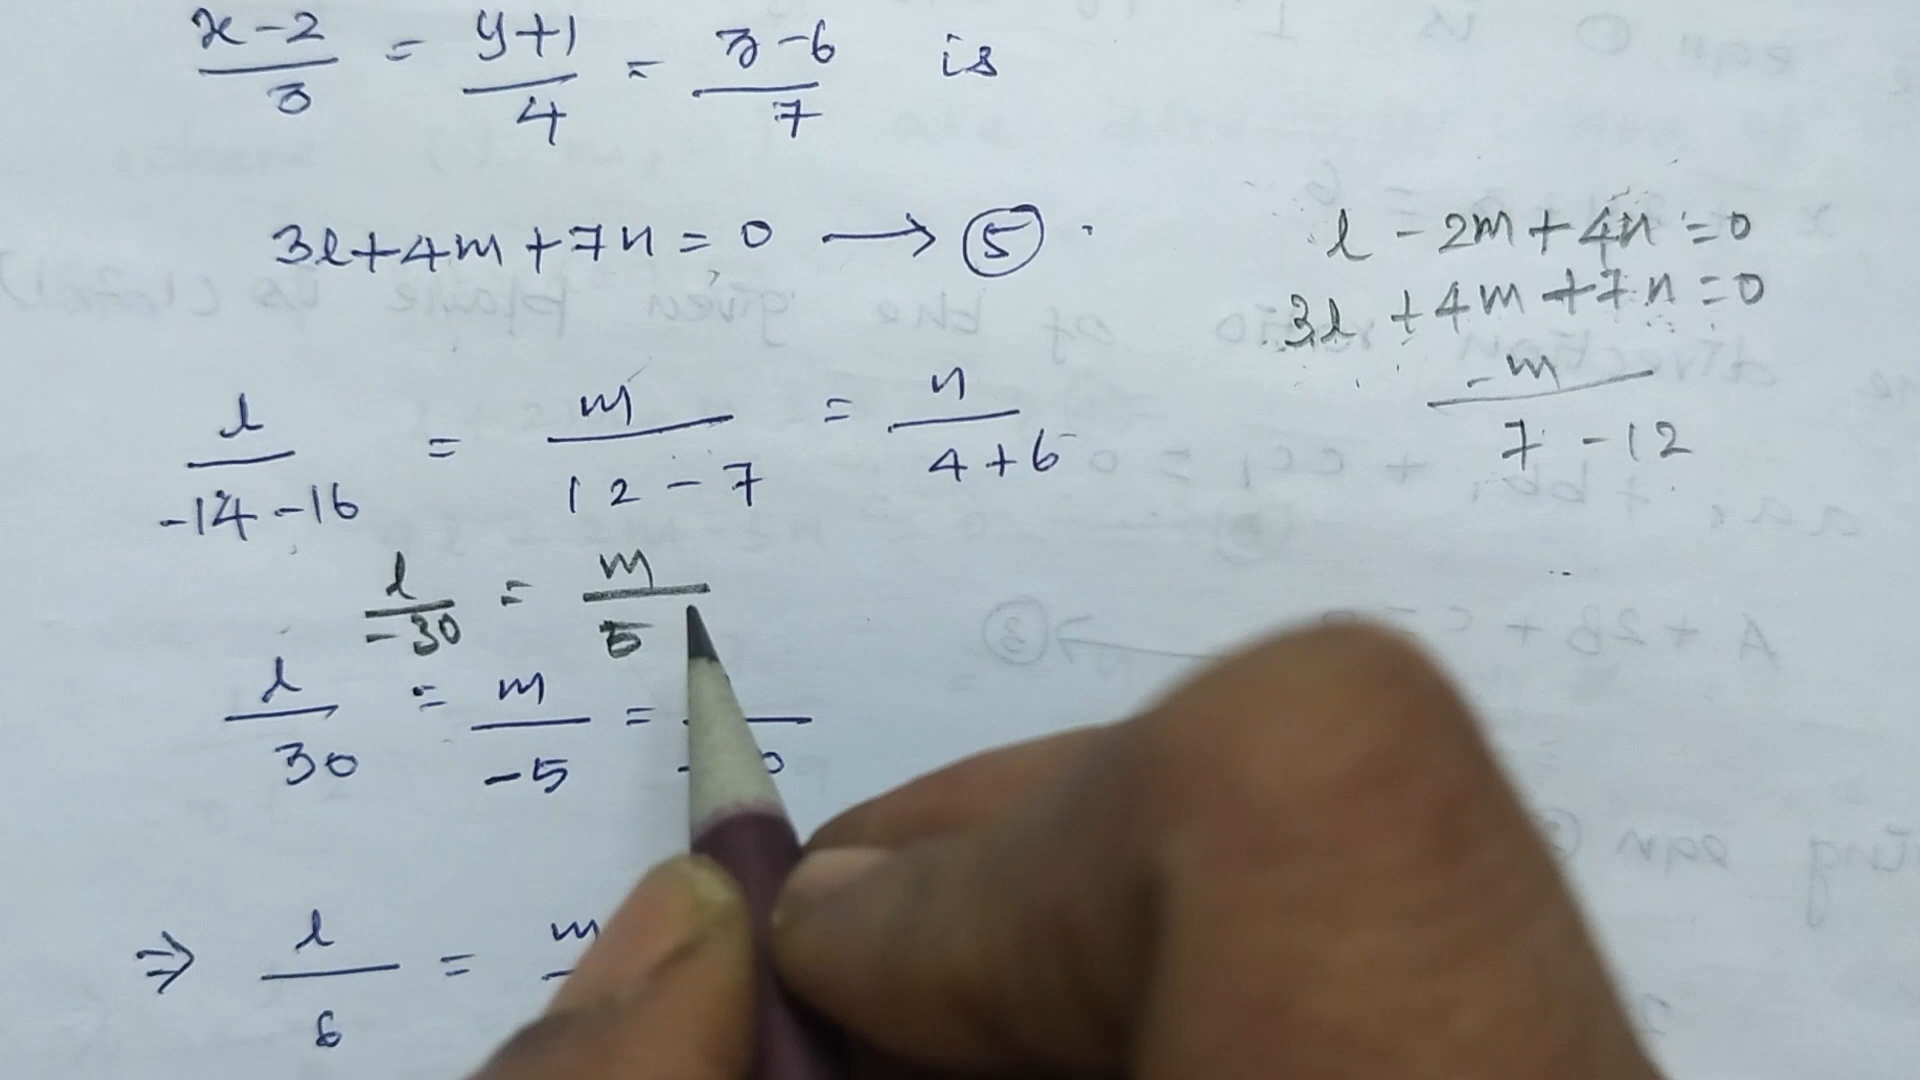 x-2/3 = y+1/4 = z-6/7 is
3l+4m+7n=0 → ⑤ .
l/-14-16 = m/12-7 = n/4+6
l/-30 = m/5
l/30 = m/-5 =
⇒ l/6 = m
l-2m+4n=0
3l+4m+7n=0
-m/7-12